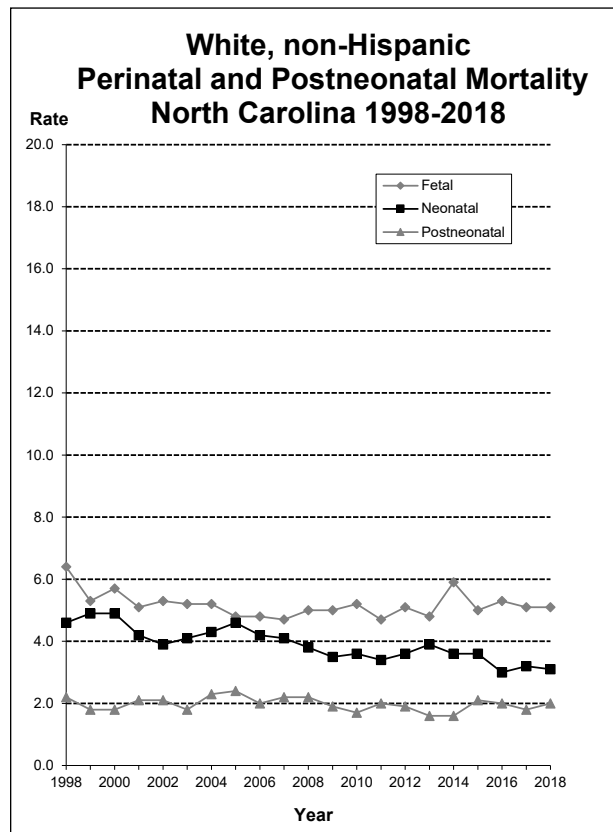 White, non-Hispanic
Perinatal and Postneonatal Mortality
North Carolina 1998-2018
Rate
20.0
18.0
16.0
14.0
12.0
10.0
8.0
6.0
4.0
2.0
0.0
Fetal
Neonatal
Postneonatal
1998 2000 2002 2004 2006 2008 2010 2012 2014 2016 2018
Year